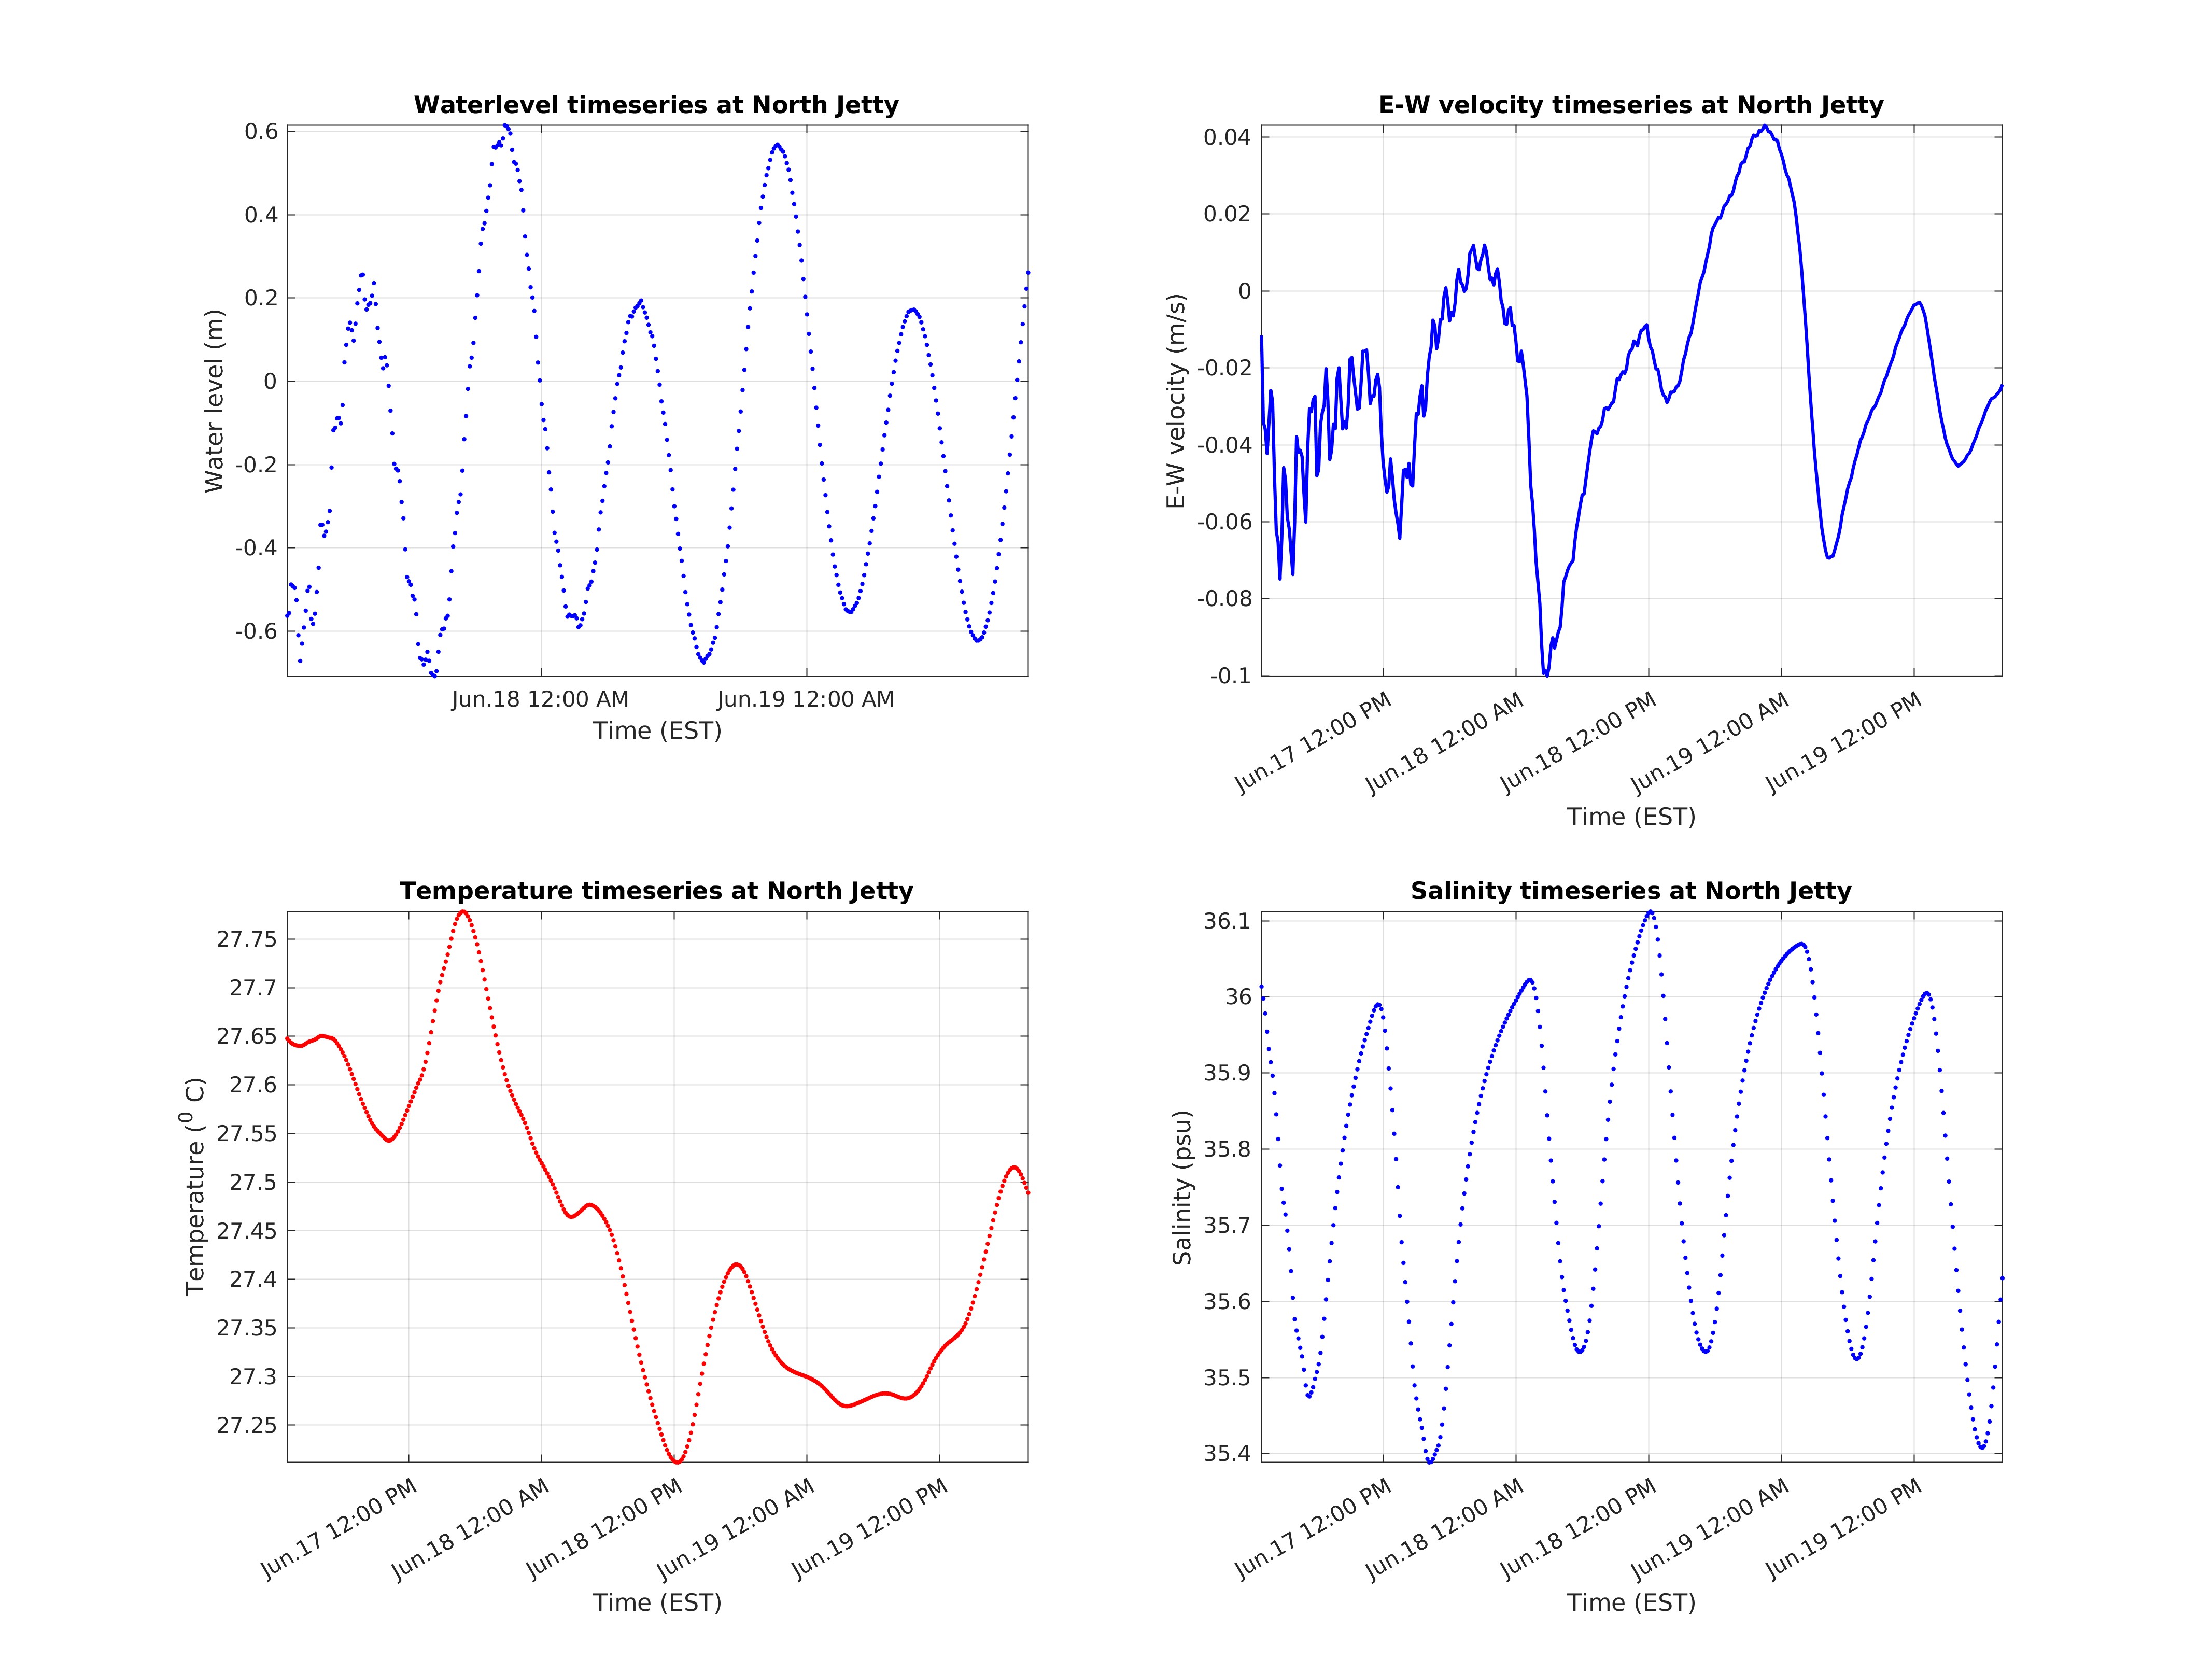 Waterlevel timeseries at North Jetty
0.6
0.4
0.2
0
-0.2
-0.4
-0.6
Water level (m)
Jun.18 12:00 AM Jun.19 12:00 AM
Time (EST)
E-W velocity timeseries at North Jetty
0.04
0.02
0
-0.02
-0.04
-0.06
-0.08
-0.1
E-W velocity (m/s)
Jun.17 12:00 PM
Jun.18 12:00 AM
Jun.18 12:00 PM
Jun.19 12:00 AM
Jun.19 12:00 PM
Time (EST)
Temperature timeseries at North Jetty
27.75
27.7
27.65
27.6
27.55
27.5
27.45
27.4
27.35
27.3
27.25
Temperature (⁰ C)
Jun.17 12:00 PM
Jun.18 12:00 AM
Jun.18 12:00 PM
Jun.19 12:00 AM
Jun.19 12:00 PM
Time (EST)
Salinity timeseries at North Jetty
36.1
36
35.9
35.8
35.7
35.6
35.5
35.4
Salinity (psu)
Jun.17 12:00 PM
Jun.18 12:00 AM
Jun.18 12:00 PM
Jun.19 12:00 AM
Jun.19 12:00 PM
Time (EST)